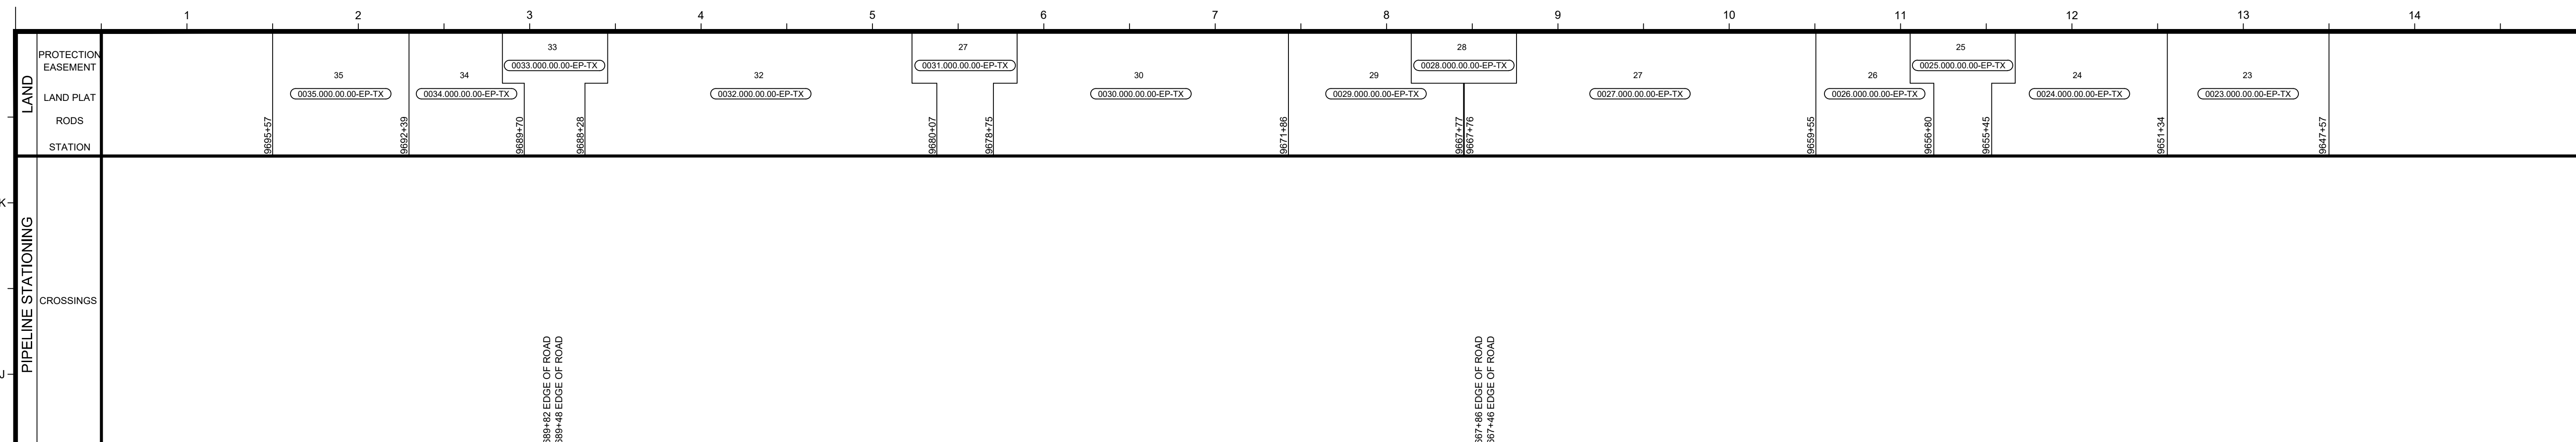 1 2 3 4 5 6 7 8 9 10 11 12 13 14
LAND
PROTECTION
EASEMENT
LAND PLAT
RODS
STATION
35
0035.000.00.00-EP-TX
34
0034.000.00.00-EP-TX
33
0033.000.00.00-EP-TX
32
0032.000.00.00-EP-TX
27
0031.000.00.00-EP-TX
30
0030.000.00.00-EP-TX
29
0029.000.00.00-EP-TX
28
0028.000.00.00-EP-TX
27
0027.000.00.00-EP-TX
26
0026.000.00.00-EP-TX
25
0025.000.00.00-EP-TX
24
0024.000.00.00-EP-TX
23
0023.000.00.00-EP-TX
9695+57
9692+39
9689+70
9688+28
9680+07
9678+75
9671+86
9667+77
9667+76
9659+55
9656+80
9655+45
9651+34
9647+57
K
J
PIPELINE STATIONING
CROSSINGS
689+82 EDGE OF ROAD
689+48 EDGE OF ROAD
667+86 EDGE OF ROAD
667+46 EDGE OF ROAD